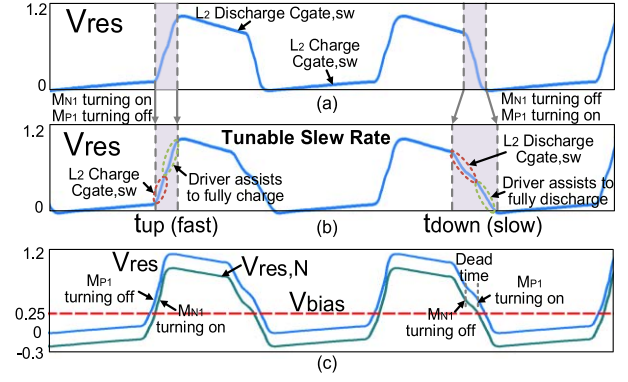 1.2
Vres
L2 Discharge Cgate,sw
L2 Charge
Cgate,sw
0
(a)
MN1 turning on
MP1 turning off
MN1 turning off
MP1 turning on
1.2
Vres
Tunable Slew Rate
L2 Charge
Cgate,sw
Driver assists
to fully charge
L2 Discharge
Cgate,sw
Driver assists to
fully discharge
0
tup (fast)
(b)
tdown (slow)
1.2
Vres
Vres,N
MP1
turning off
MN1
turning on
Vbias
Dead
time
MP1
turning on
MN1
turning off
0.25
0
-0.3
(c)